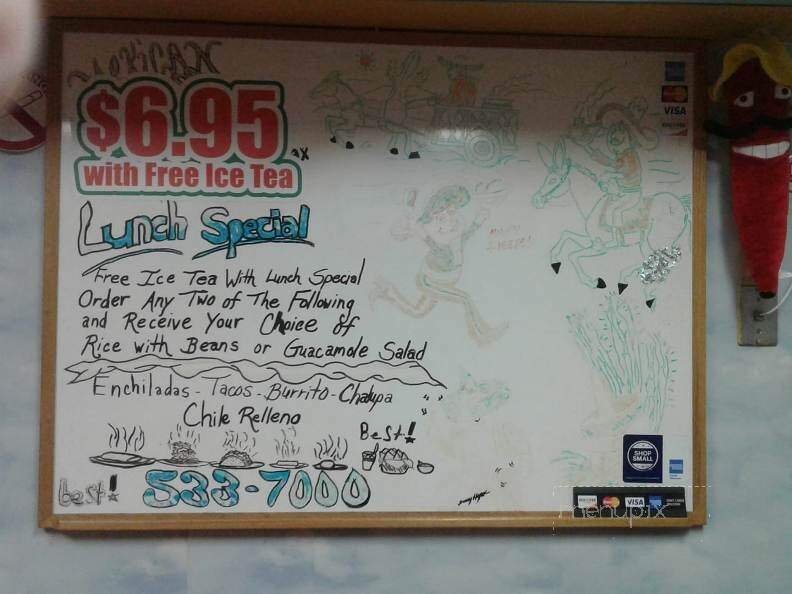 MEXICAN
$6.95
with Free Ice Tea
Lunch Special
Free Ice Tea With Lunch Special
Order Any Two of The Following
and Receive Your Choice of
Rice with Beans or Guacamole Salad
Enchiladas - Tacos - Burrito - Chalupa
Chile Relleno
Best!
best!
533-7000
VISA
SHOP
SMALL
VISA
menupix